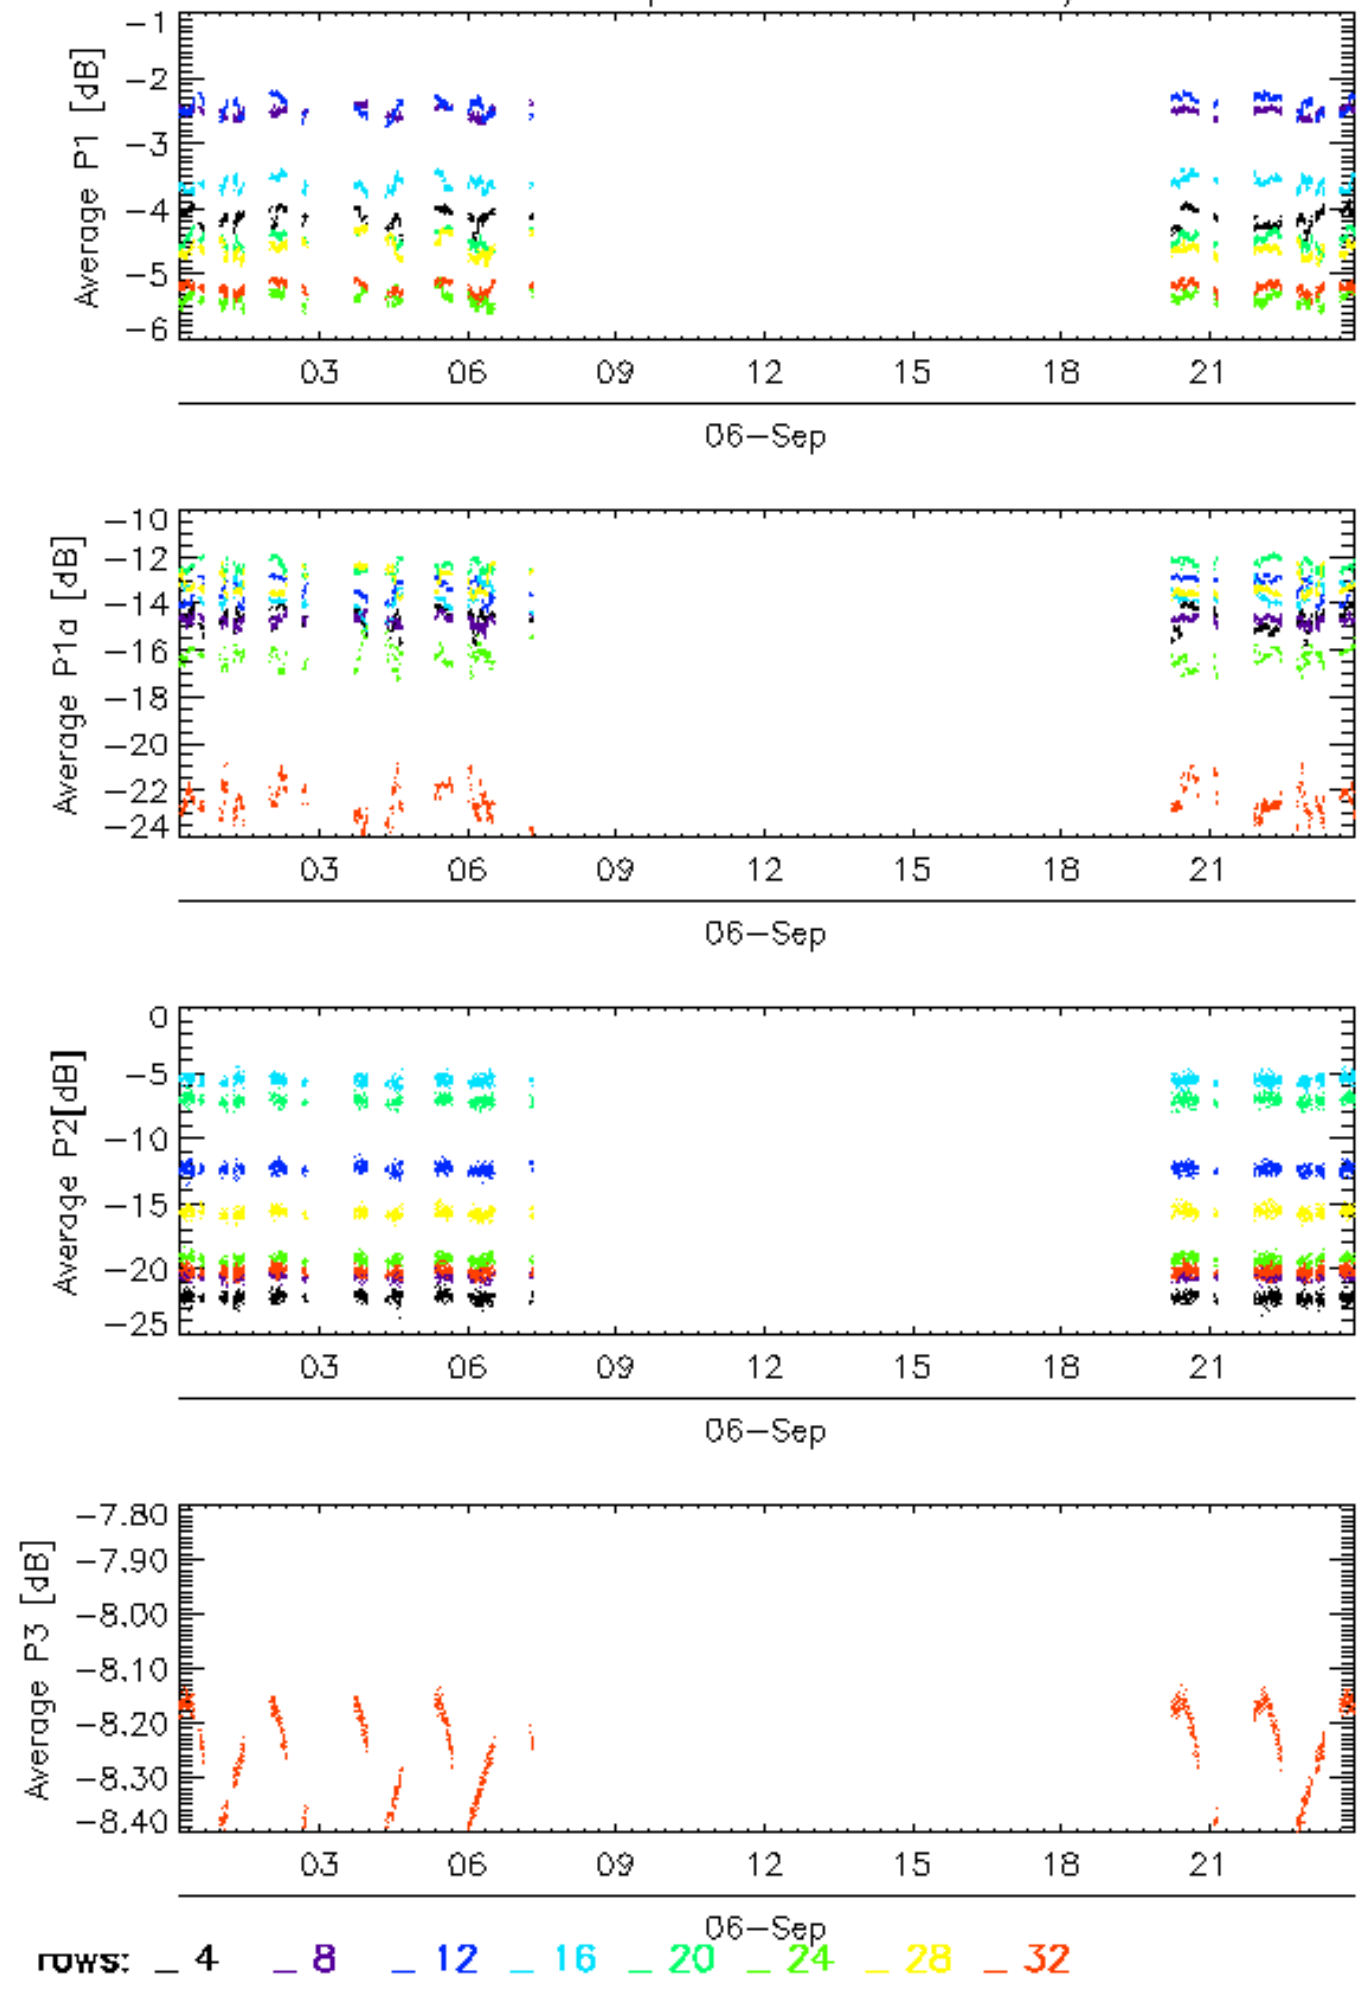 Average P1 [dB]
-1
-2
-3
-4
-5
-6
03 06 09 12 15 18 21
06-Sep
Average P1a [dB]
-10
-12
-14
-16
-18
-20
-22
-24
03 06 09 12 15 18 21
06-Sep
Average P2[dB]
0
-5
-10
-15
-20
-25
03 06 09 12 15 18 21
06-Sep
Average P3 [dB]
-7.80
-7.90
-8.00
-8.10
-8.20
-8.30
-8.40
03 06 09 12 15 18 21
06-Sep
rows: _ 4 _ 8 _ 12 _ 16 _ 20 _ 24 _ 28 _ 32